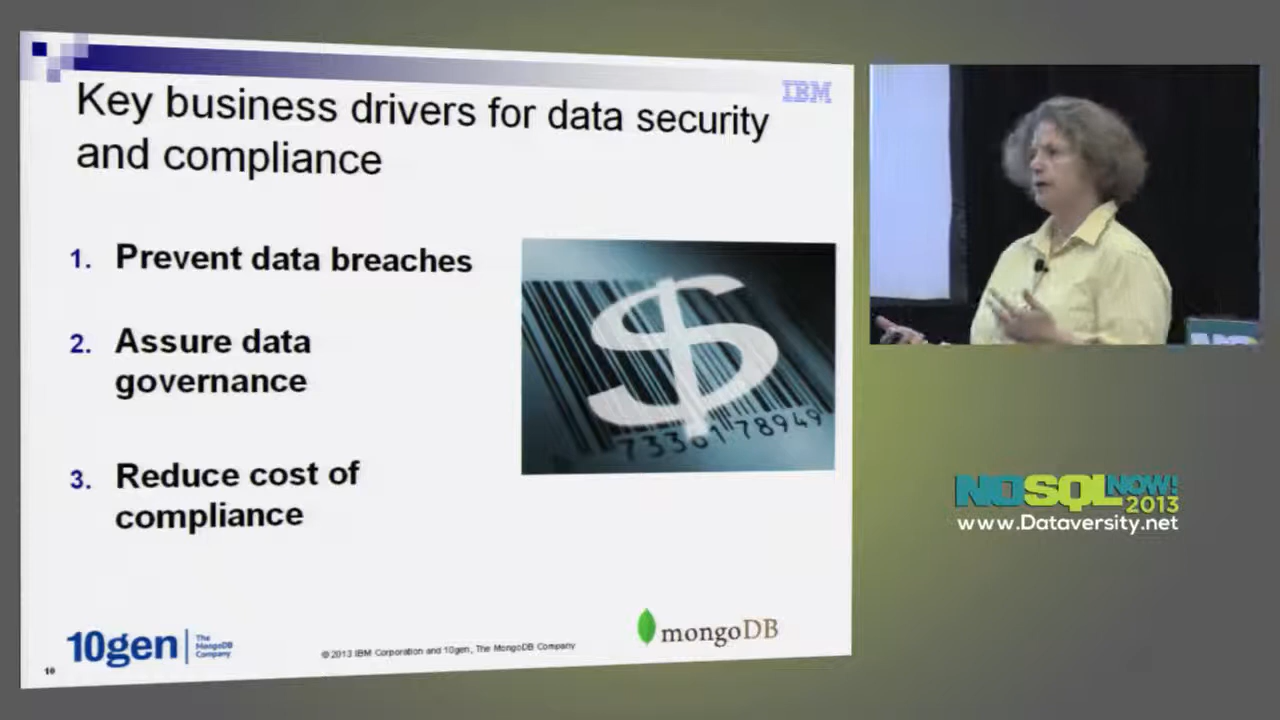 IBM
Key business drivers for data security
and compliance
1. Prevent data breaches
2. Assure data
governance
3. Reduce cost of
compliance
10gen
The
MongoDB
Company
© 2013 IBM Corporation and 10gen, The MongoDB Company
mongoDB
10
NOSQL NOW!
2013
www.Dataversity.net